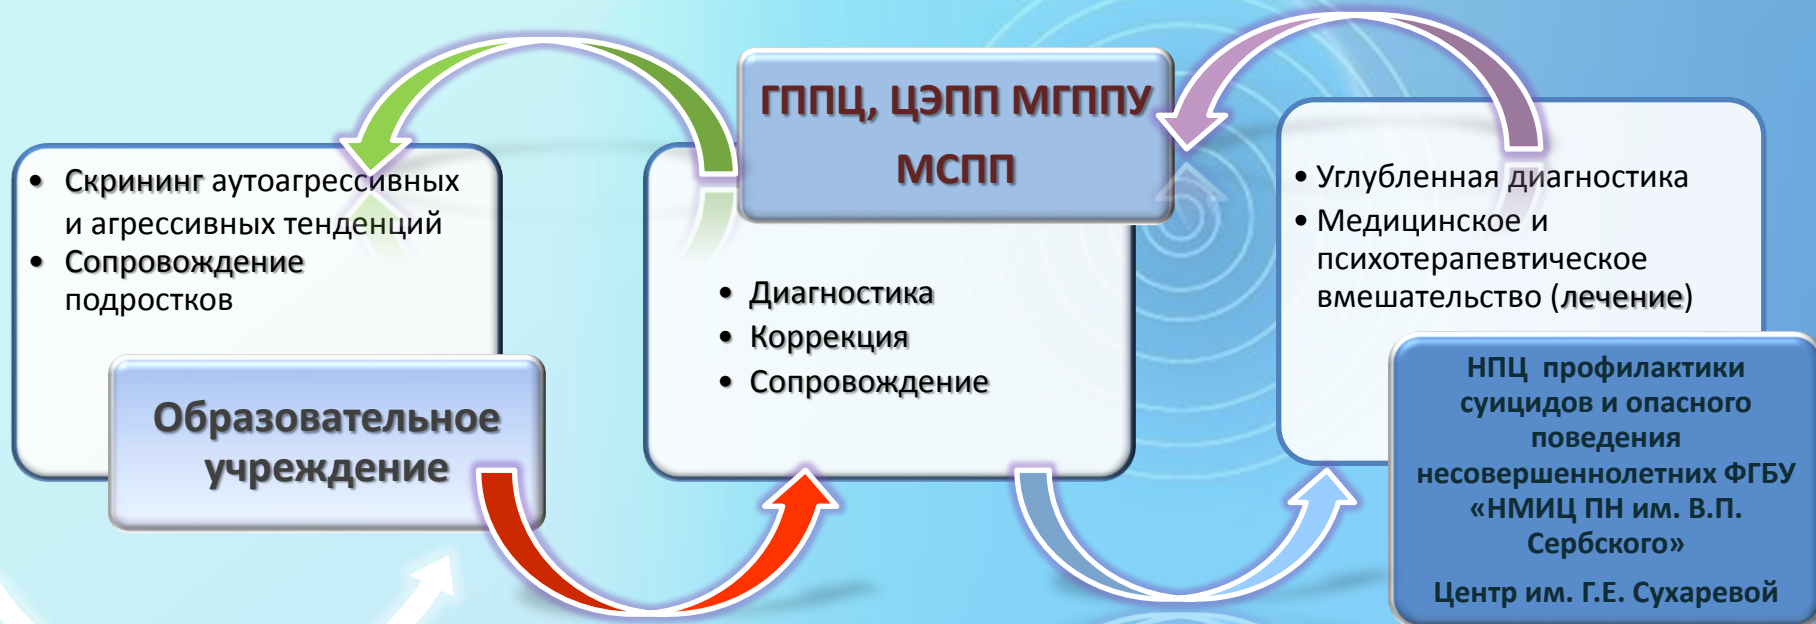 • Скрининг аутоагрессивных
и агрессивных тенденций
• Сопровождение
подростков
Образовательное
учреждение
ГППЦ, ЦЭПП МГППУ
МСПП
• Диагностика
• Коррекция
• Сопровождение
• Углубленная диагностика
• Медицинское и
психотерапевтическое
вмешательство (лечение)
НПЦ профилактики
суицидов и опасного
поведения
несовершеннолетних ФГБУ
«НМИЦ ПН им. В.П.
Сербского»
Центр им. Г.Е. Сухаревой